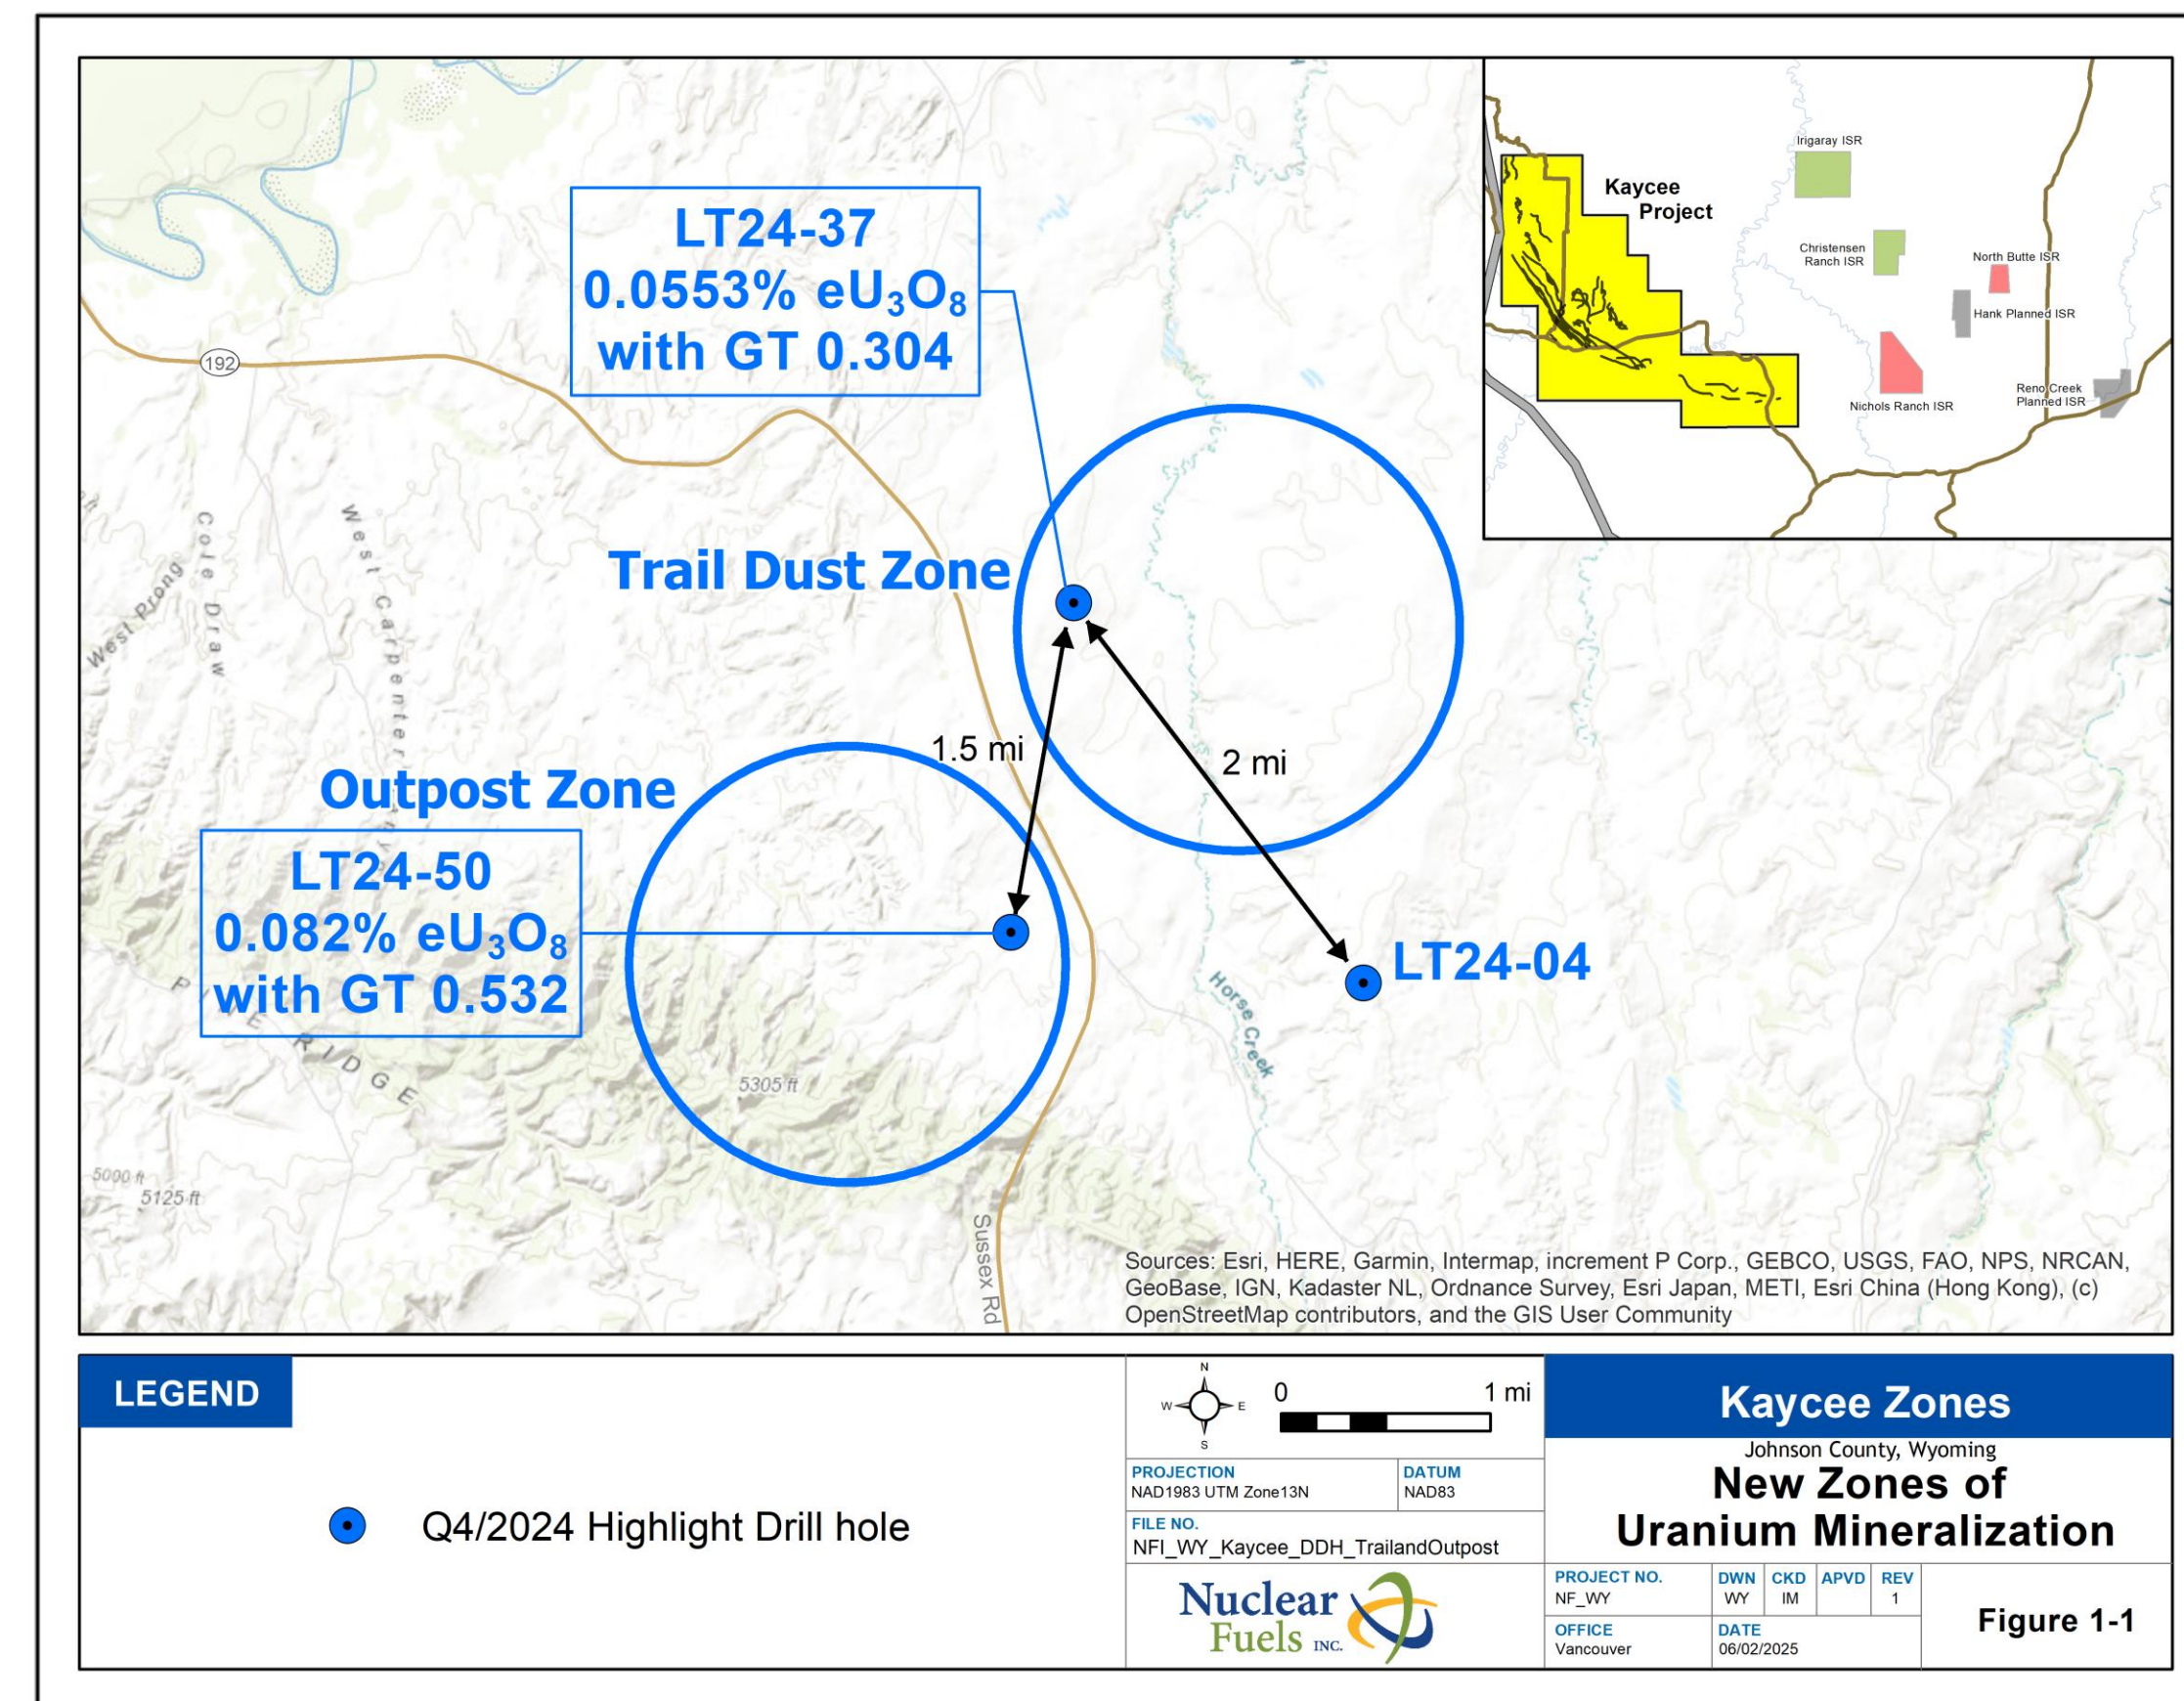 LT24-37
0.0553% eU₃O₈
with GT 0.304
Kaycee
Project
Irigaray ISR
Christensen
Ranch ISR
North Butte ISR
Hank Planned ISR
Nichols Ranch ISR
Reno Creek
Planned ISR
192
Cole Draw
West Prong
West Carpenter
Trail Dust Zone
1.5 mi
2 mi
Outpost Zone
LT24-50
0.082% eU₃O₈
with GT 0.532
LT24-04
Horse Creek
RIDGE
5305 ft
5000 ft
5125 ft
Sussex Rd
Sources: Esri, HERE, Garmin, Intermap, increment P Corp., GEBCO, USGS, FAO, NPS, NRCAN,
GeoBase, IGN, Kadaster NL, Ordnance Survey, Esri Japan, METI, Esri China (Hong Kong), (c)
OpenStreetMap contributors, and the GIS User Community
LEGEND
Q4/2024 Highlight Drill hole
N
W E
S
0 1 mi
PROJECTION
NAD1983 UTM Zone13N
DATUM
NAD83
FILE NO.
NFI_WY_Kaycee_DDH_TrailandOutpost
Nuclear
Fuels INC.
Kaycee Zones
Johnson County, Wyoming
New Zones of
Uranium Mineralization
PROJECT NO.
NF_WY
DWN
WY
CKD
IM
APVD
REV
1
OFFICE
Vancouver
DATE
06/02/2025
Figure 1-1